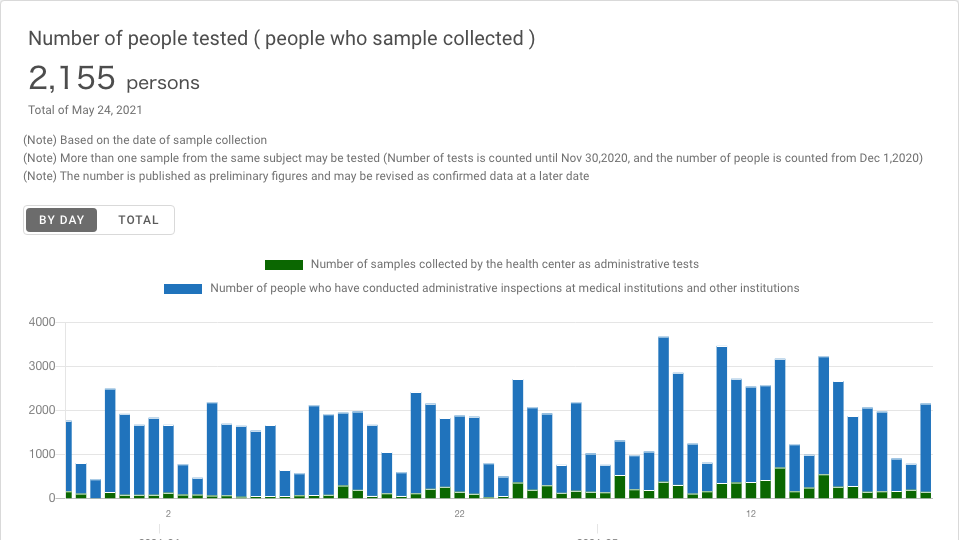 Number of people tested ( people who sample collected )
2,155 persons
Total of May 24, 2021
(Note) Based on the date of sample collection
(Note) More than one sample from the same subject may be tested (Number of tests is counted until Nov 30,2020, and the number of people is counted from Dec 1,2020)
(Note) The number is published as preliminary figures and may be revised as confirmed data at a later date
BY DAY TOTAL
Number of samples collected by the health center as administrative tests
Number of people who have conducted administrative inspections at medical institutions and other institutions
4000
3000
2000
1000
0
2 22 12